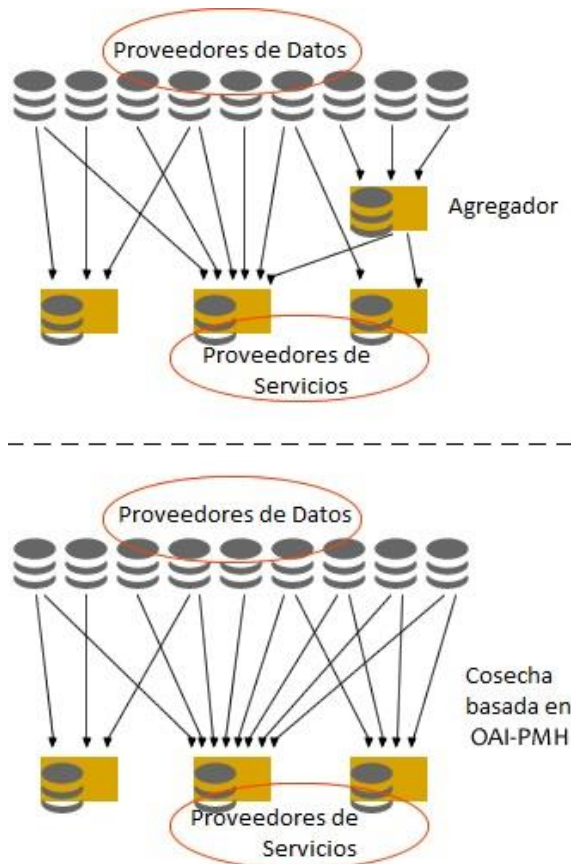 Proveedores de Datos
Agregador
Proveedores de
Servicios
Proveedores de Datos
Cosecha
basada en
OAI-PMH
Proveedores de
Servicios